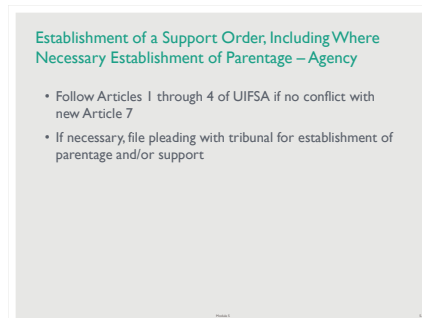 Establishment of a Support Order, Including Where
Necessary Establishment of Parentage – Agency
• Follow Articles 1 through 4 of UIFSA if no conflict with
new Article 7
• If necessary, file pleading with tribunal for establishment of
parentage and/or support